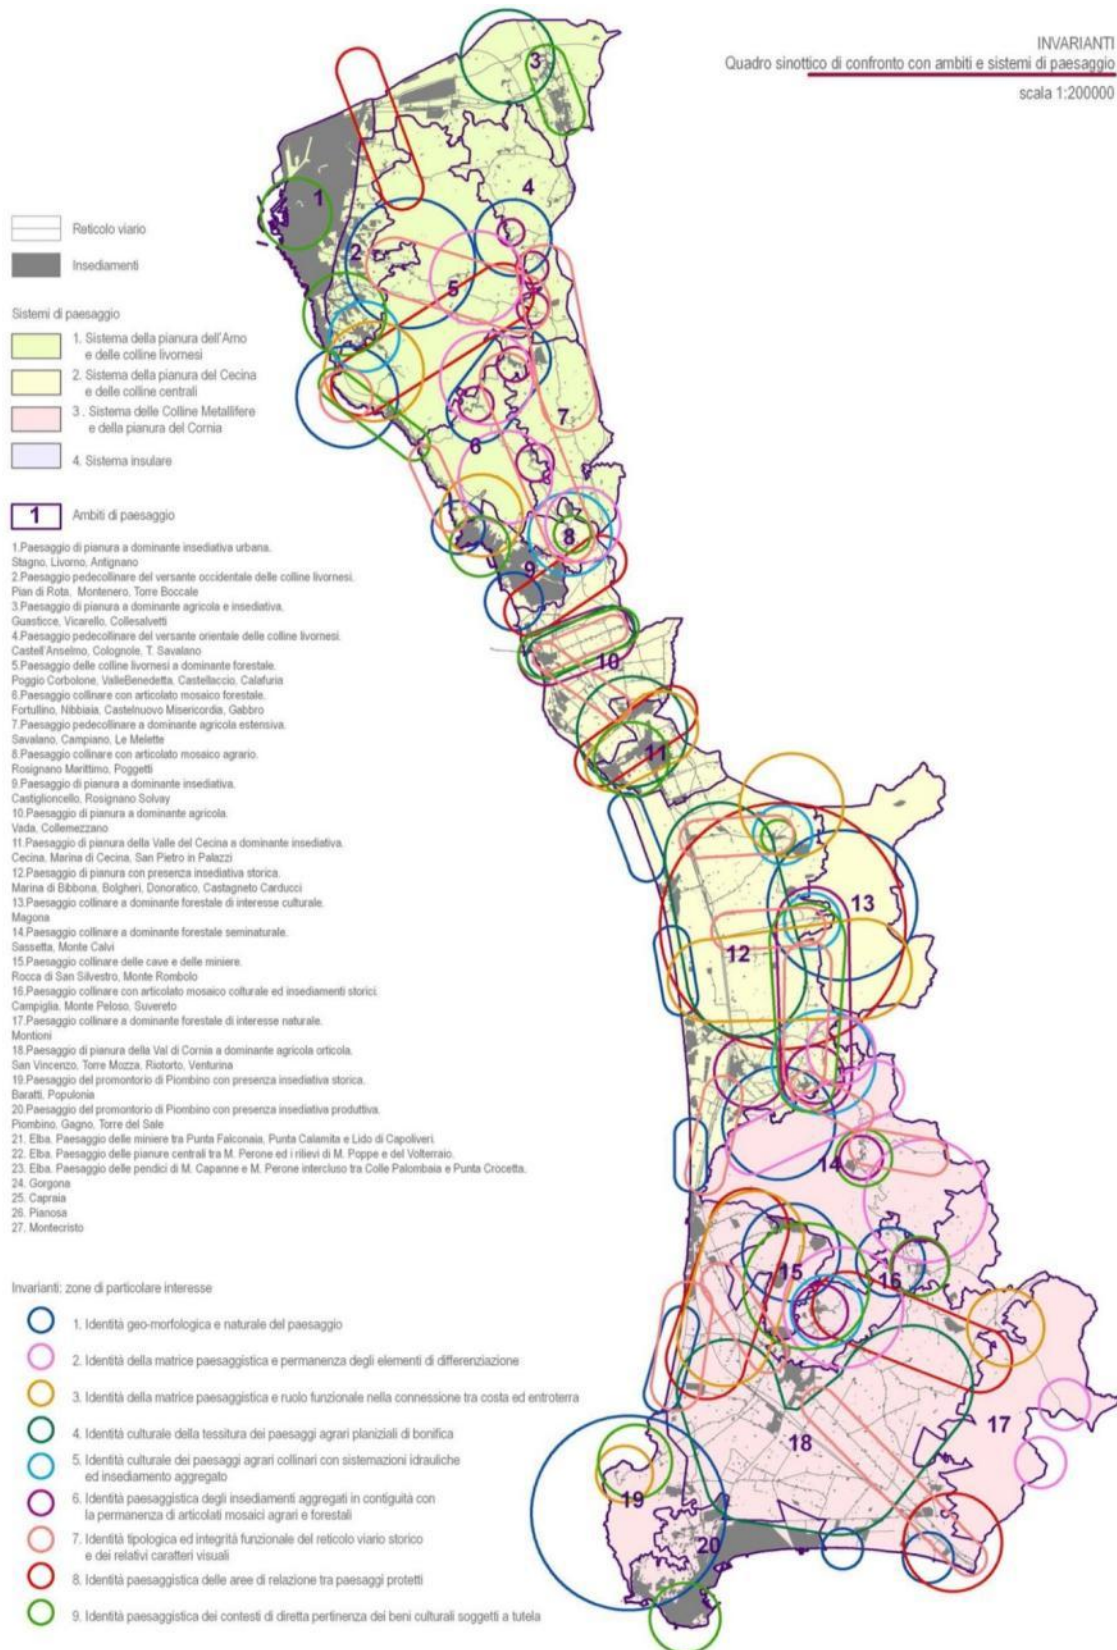 INVARIANTI
Quadro sinottico di confronto con ambiti e sistemi di paesaggio
scala 1:200000
Reticolo viario
Insediamenti
Sistemi di paesaggio
1. Sistema della pianura dell'Arno
e delle colline livornesi
2. Sistema della pianura del Cecina
e delle colline centrali
3. Sistema delle Colline Metallifere
e della pianura del Cornia
4. Sistema insulare
1 Ambiti di paesaggio
1.Paesaggio di pianura a dominante insediativa urbana.
Stagno, Livorno, Antignano
2.Paesaggio pedecollinare del versante occidentale delle colline livornesi.
Pian di Rota, Montenero, Torre Boccale
3.Paesaggio di pianura a dominante agricola e insediativa.
Guasticce, Vicarello, Collesalvetti
4.Paesaggio pedecollinare del versante orientale delle colline livornesi.
Castell'Anselmo, Colognole, T. Savalano
5.Paesaggio delle colline livornesi a dominante forestale.
Poggio Corbolone, ValleBenedetta, Castellaccio, Calafuria
6.Paesaggio collinare con articolato mosaico forestale.
Fortullino, Nibbiaia, Castelnuovo Misericordia, Gabbro
7.Paesaggio pedecollinare a dominante agricola estensiva.
Savalano, Campiano, Le Melette
8.Paesaggio collinare con articolato mosaico agrario.
Rosignano Marittimo, Poggetti
9.Paesaggio di pianura a dominante insediativa.
Castiglioncello, Rosignano Solvay
10.Paesaggio di pianura a dominante agricola.
Vada, Collemezzano
11.Paesaggio di pianura della Valle del Cecina a dominante insediativa.
Cecina, Marina di Cecina, San Pietro in Palazzi
12.Paesaggio di pianura con presenza insediativa storica.
Marina di Bibbona, Bolgheri, Donoratico, Castagneto Carducci
13.Paesaggio collinare a dominante forestale di interesse culturale.
Magona
14.Paesaggio collinare a dominante forestale seminaturale.
Sassetta, Monte Calvi
15.Paesaggio collinare delle cave e delle miniere.
Rocca di San Silvestro, Monte Rombolo
16.Paesaggio collinare con articolato mosaico colturale ed insediamenti storici.
Campiglia, Monte Peloso, Suvereto
17.Paesaggio collinare a dominante forestale di interesse naturale.
Montioni
18.Paesaggio di pianura della Val di Cornia a dominante agricola orticola.
San Vincenzo, Torre Mozza, Riotorto, Venturina
19.Paesaggio del promontorio di Piombino con presenza insediativa storica.
Baratti, Populonia
20.Paesaggio del promontorio di Piombino con presenza insediativa produttiva.
Piombino, Gagno, Torre del Sale
21. Elba. Paesaggio delle miniere tra Punta Falconaia, Punta Calamita e Lido di Capoliveri.
22. Elba. Paesaggio delle pianure centrali tra M. Perone ed i rilievi di M. Poppe e del Volterraio.
23. Elba. Paesaggio delle pendici di M. Capanne e M. Perone intercluso tra Colle Palombaia e Punta Crocetta.
24. Gorgona
25. Capraia
26. Pianosa
27. Montecristo
Invarianti: zone di particolare interesse
1. Identità geo-morfologica e naturale del paesaggio
2. Identità della matrice paesaggistica e permanenza degli elementi di differenziazione
3. Identità della matrice paesaggistica e ruolo funzionale nella connessione tra costa ed entroterra
4. Identità culturale della tessitura dei paesaggi agrari planiziali di bonifica
5. Identità culturale dei paesaggi agrari collinari con sistemazioni idrauliche
ed insediamento aggregato
6. Identità paesaggistica degli insediamenti aggregati in contiguità con
la permanenza di articolati mosaici agrari e forestali
7. Identità tipologica ed integrità funzionale del reticolo viario storico
e dei relativi caratteri visuali
8. Identità paesaggistica delle aree di relazione tra paesaggi protetti
9. Identità paesaggistica dei contesti di diretta pertinenza dei beni culturali soggetti a tutela
3
4
1
2
5
7
6
8
9
10
11
13
12
14
15
16
17
18
19
20